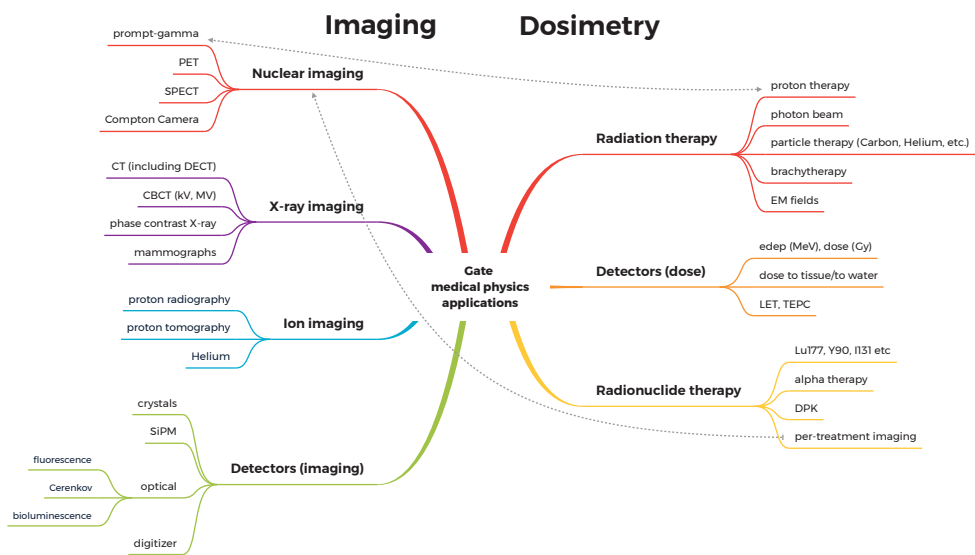 Imaging
Dosimetry
prompt-gamma
PET
SPECT
Compton Camera
Nuclear imaging
CT (including DECT)
CBCT (kV, MV)
phase contrast X-ray
mammographs
X-ray imaging
proton radiography
proton tomography
Helium
Ion imaging
crystals
SiPM
fluorescence
Cerenkov
bioluminescence
optical
digitizer
Detectors (imaging)
Gate
medical physics
applications
Radiation therapy
proton therapy
photon beam
particle therapy (Carbon, Helium, etc.)
brachytherapy
EM fields
Detectors (dose)
edep (MeV), dose (Gy)
dose to tissue/to water
LET, TEPC
Radionuclide therapy
Lu177, Y90, I131 etc
alpha therapy
DPK
per-treatment imaging